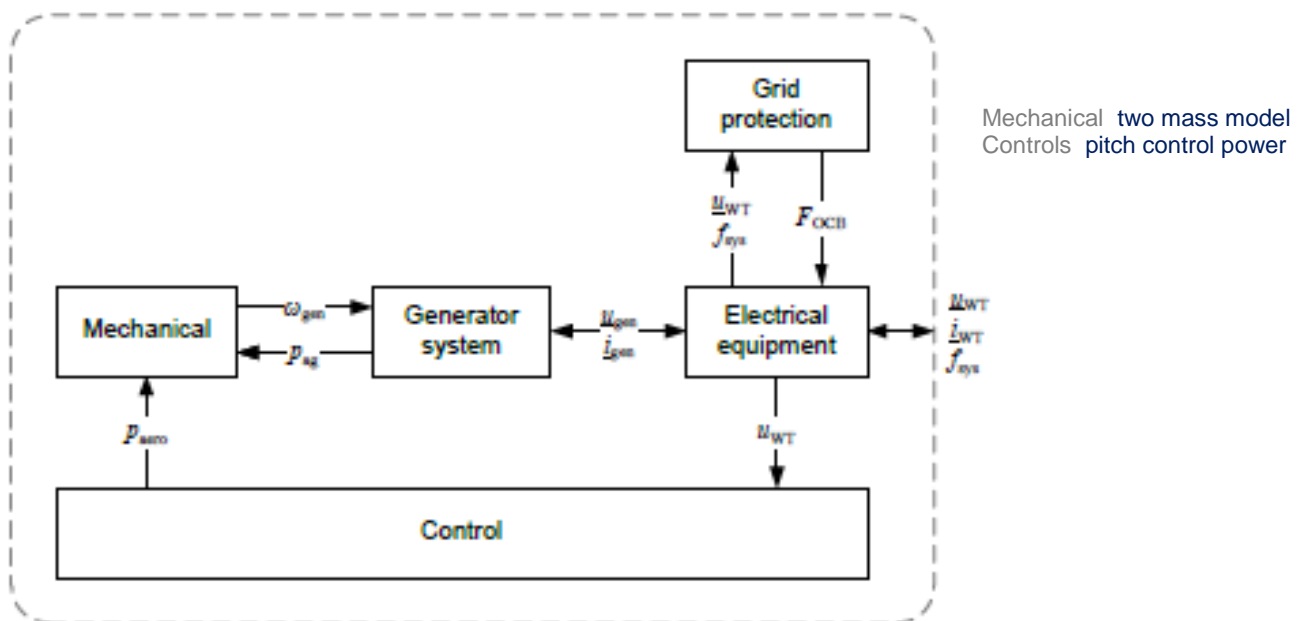 Grid
protection
Mechanical two mass model
Controls pitch control power
u_WT
f_sys
F_OCB
Mechanical
ω_gen
p_ag
Generator
system
u_gen
i_gen
Electrical
equipment
u_WT
i_WT
f_sys
p_aero
u_WT
Control